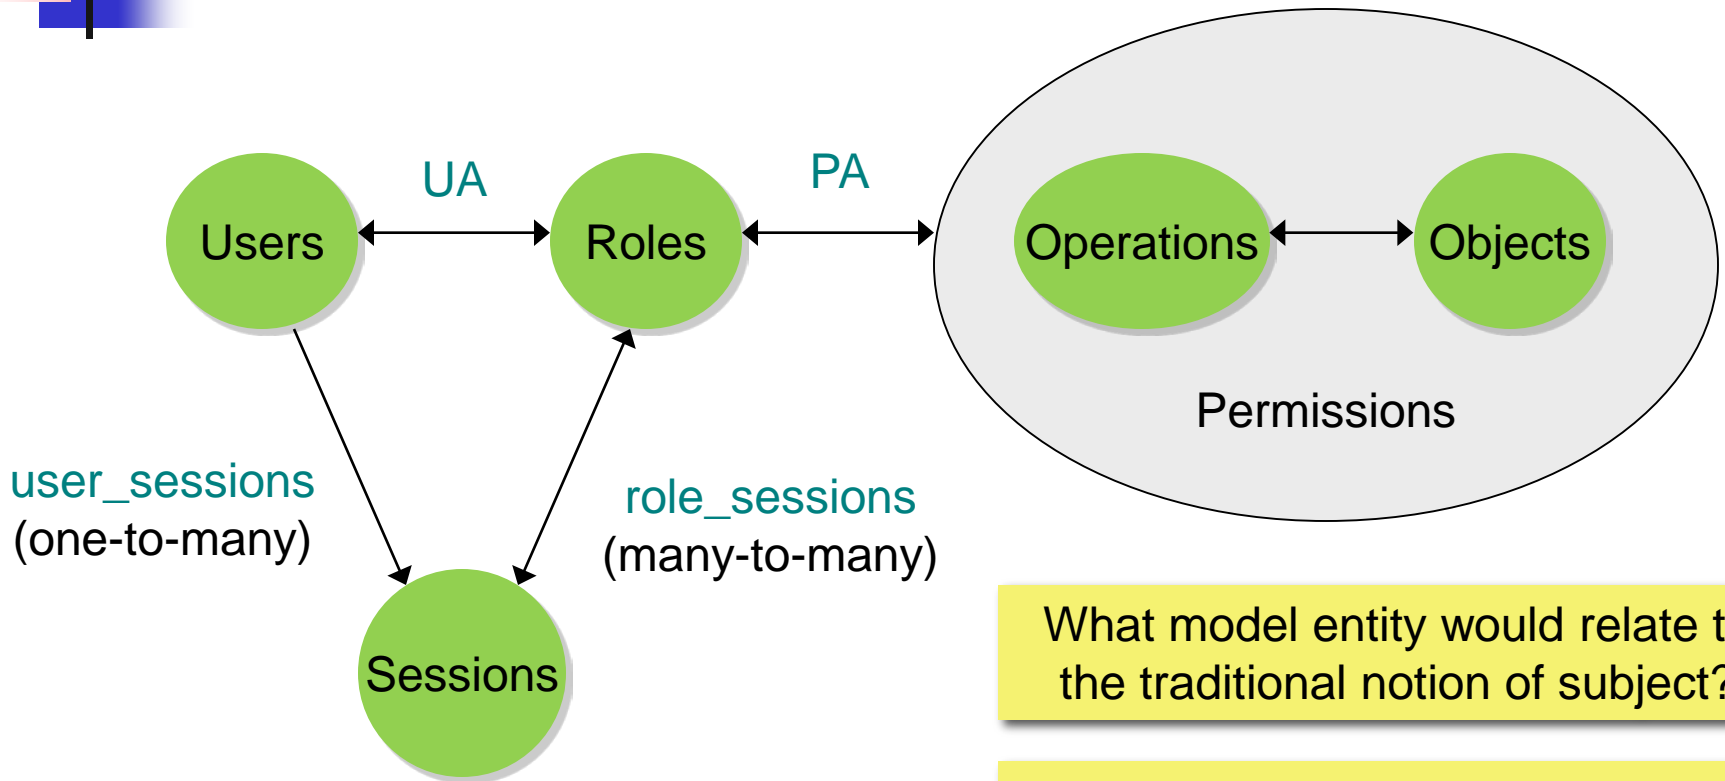 UA
PA
Users
Roles
Operations
Objects
Permissions
user_sessions
(one-to-many)
role_sessions
(many-to-many)
Sessions
What model entity would relate t
the traditional notion of subject?